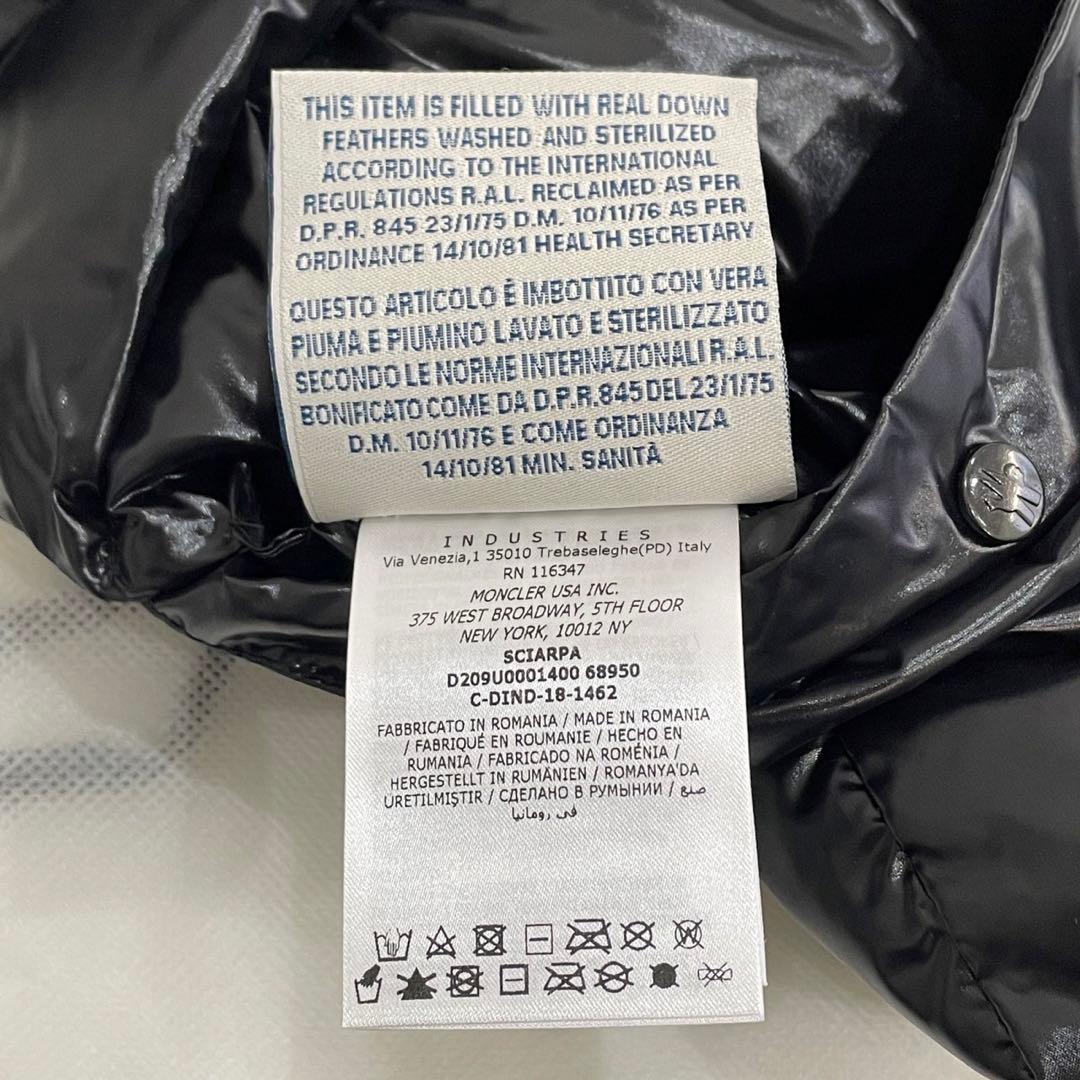 THIS ITEM IS FILLED WITH REAL DOWN
FEATHERS WASHED AND STERILIZED
ACCORDING TO THE INTERNATIONAL
REGULATIONS R.A.L. RECLAIMED AS PER
D.P.R. 845 23/1/75 D.M. 10/11/76 AS PER
ORDINANCE 14/10/81 HEALTH SECRETARY
QUESTO ARTICOLO È IMBOTTITO CON VERA
PIUMA E PIUMINO LAVATO E STERILIZZATO
SECONDO LE NORME INTERNAZIONALI R.A.L.
BONIFICATO COME DA D.P.R. 845 DEL 23/1/75
D.M. 10/11/76 E COME ORDINANZA
14/10/81 MIN. SANITÀ
INDUSTRIES
Via Venezia,1 35010 Trebaseleghe(PD) Italy
RN 116347
MONCLER USA INC.
375 WEST BROADWAY, 5TH FLOOR
NEW YORK, 10012 NY
SCIARPA
D209U0001400 68950
C-DIND-18-1462
FABBRICATO IN ROMANIA / MADE IN ROMANIA
/ FABRIQUÉ EN ROUMANIE / HECHO EN
RUMANIA / FABRICADO NA ROMÉNIA /
HERGESTELLT IN RUMÄNIEN / ROMANYA'DA
ÜRETILMIŞTIR / СДЕЛАНО В РУМЫНИИ / صنع
في رومانيا